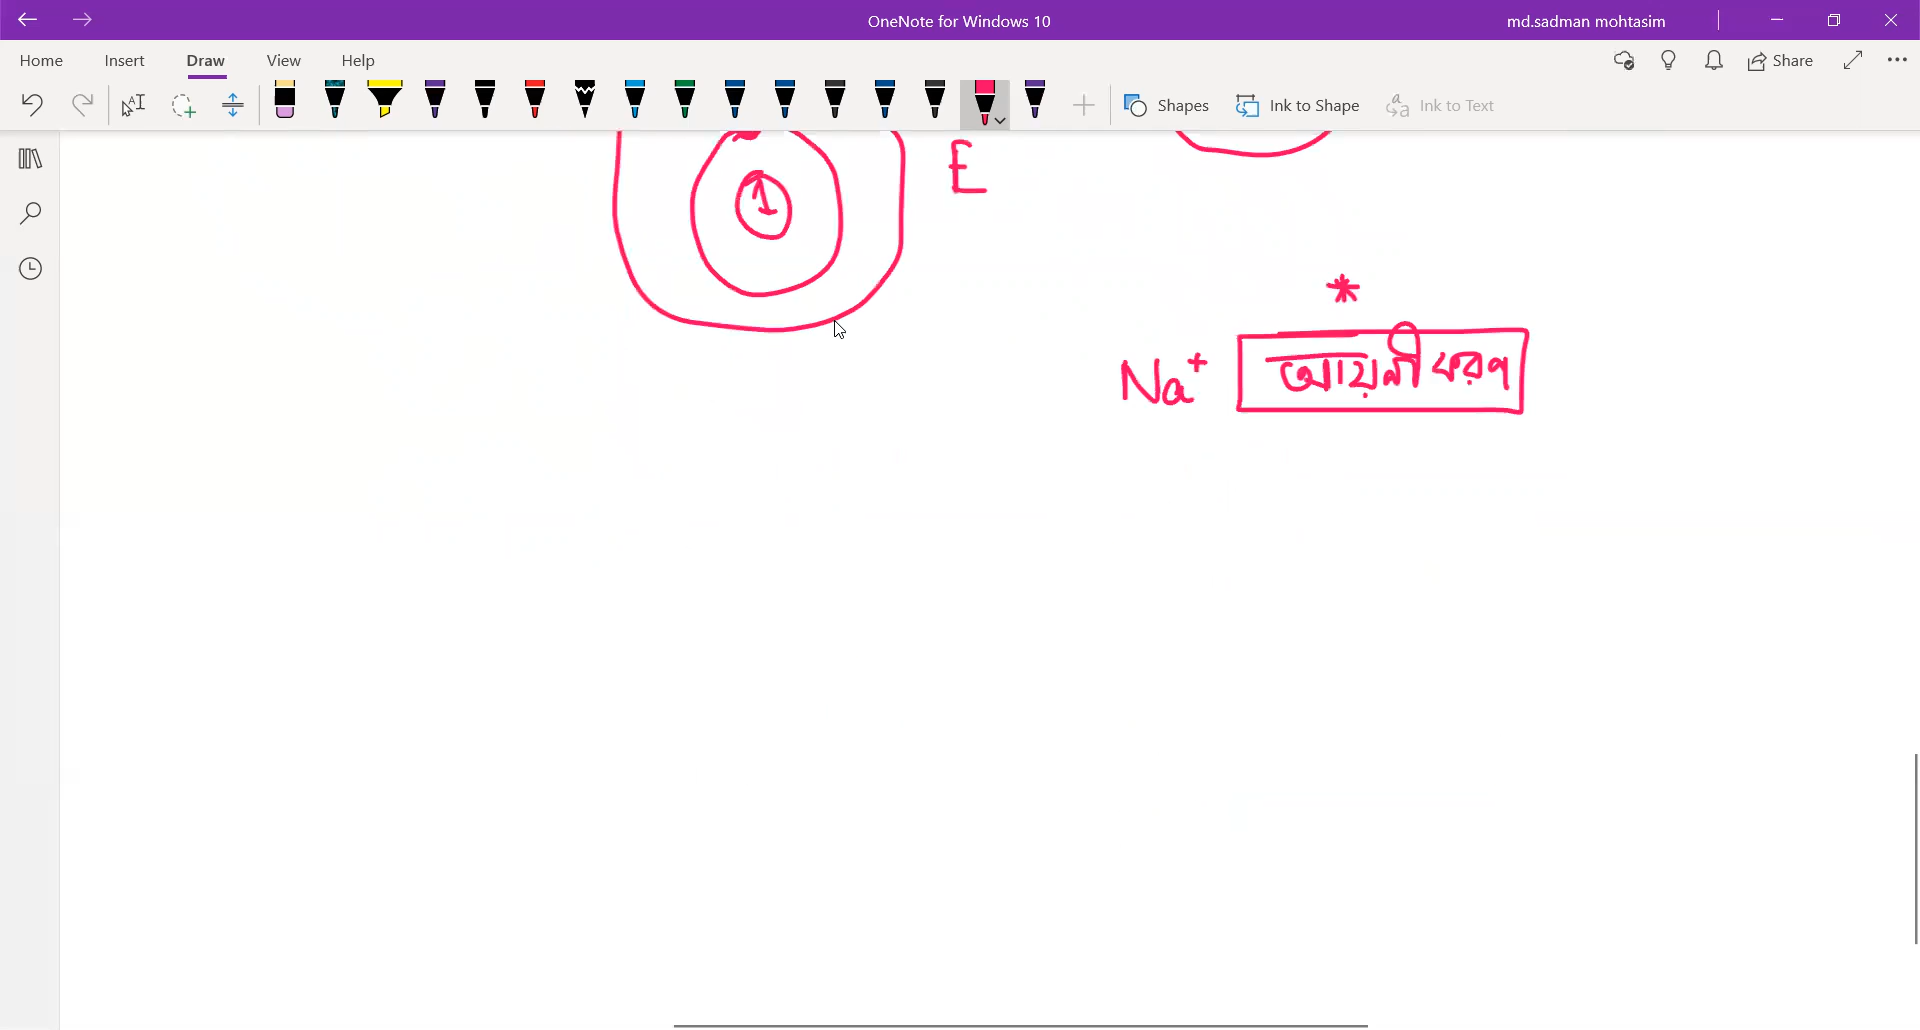 OneNote for Windows 10
md.sadman mohtasim
Home Insert Draw View Help
Share
Shapes Ink to Shape Ink to Text
E
1
*
Na⁺ আয়নীকরণ